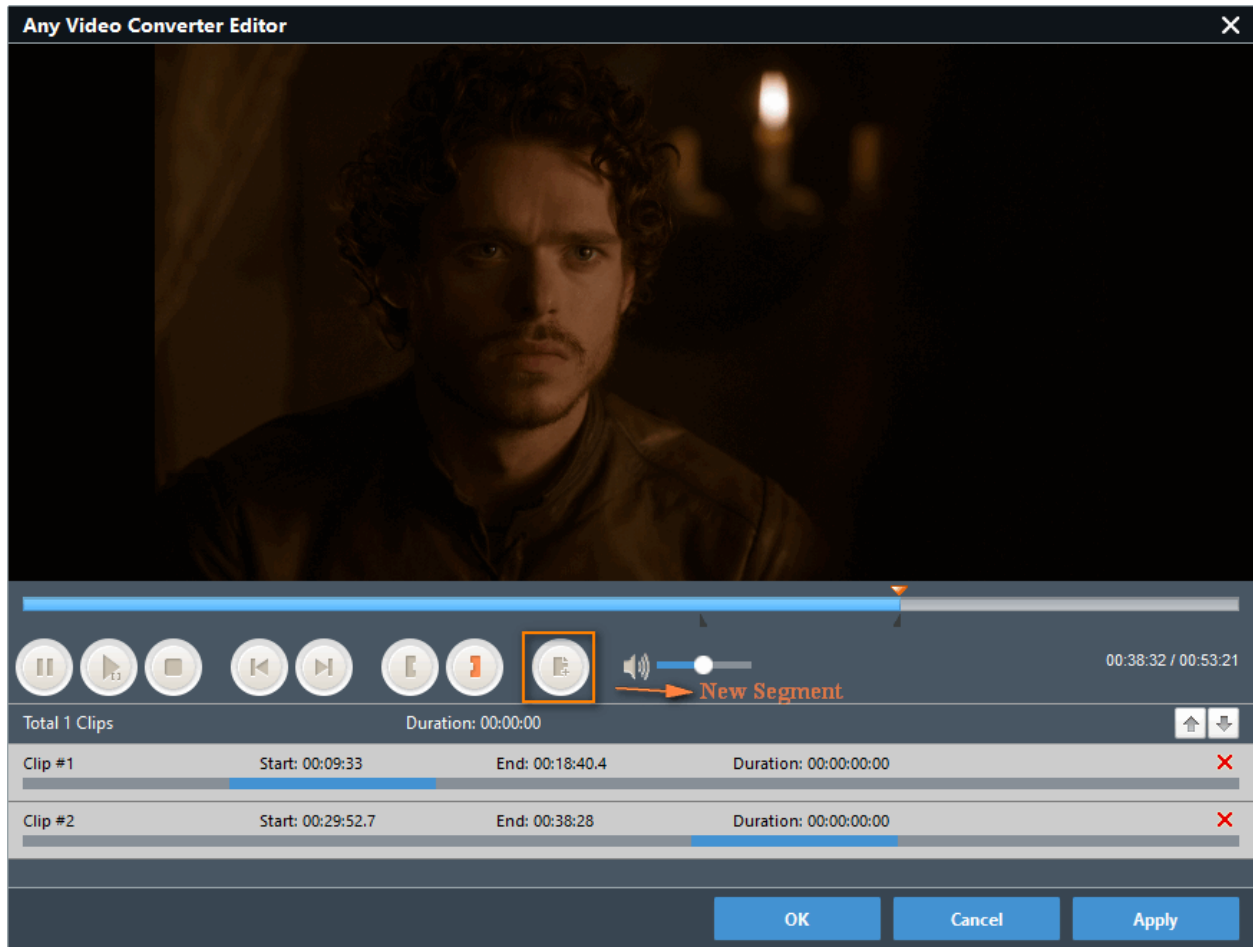 Any Video Converter Editor
00:38:32 / 00:53:21
New Segment
Total 1 Clips Duration: 00:00:00
Clip #1 Start: 00:09:33 End: 00:18:40.4 Duration: 00:00:00:00
Clip #2 Start: 00:29:52.7 End: 00:38:28 Duration: 00:00:00:00
OK Cancel Apply